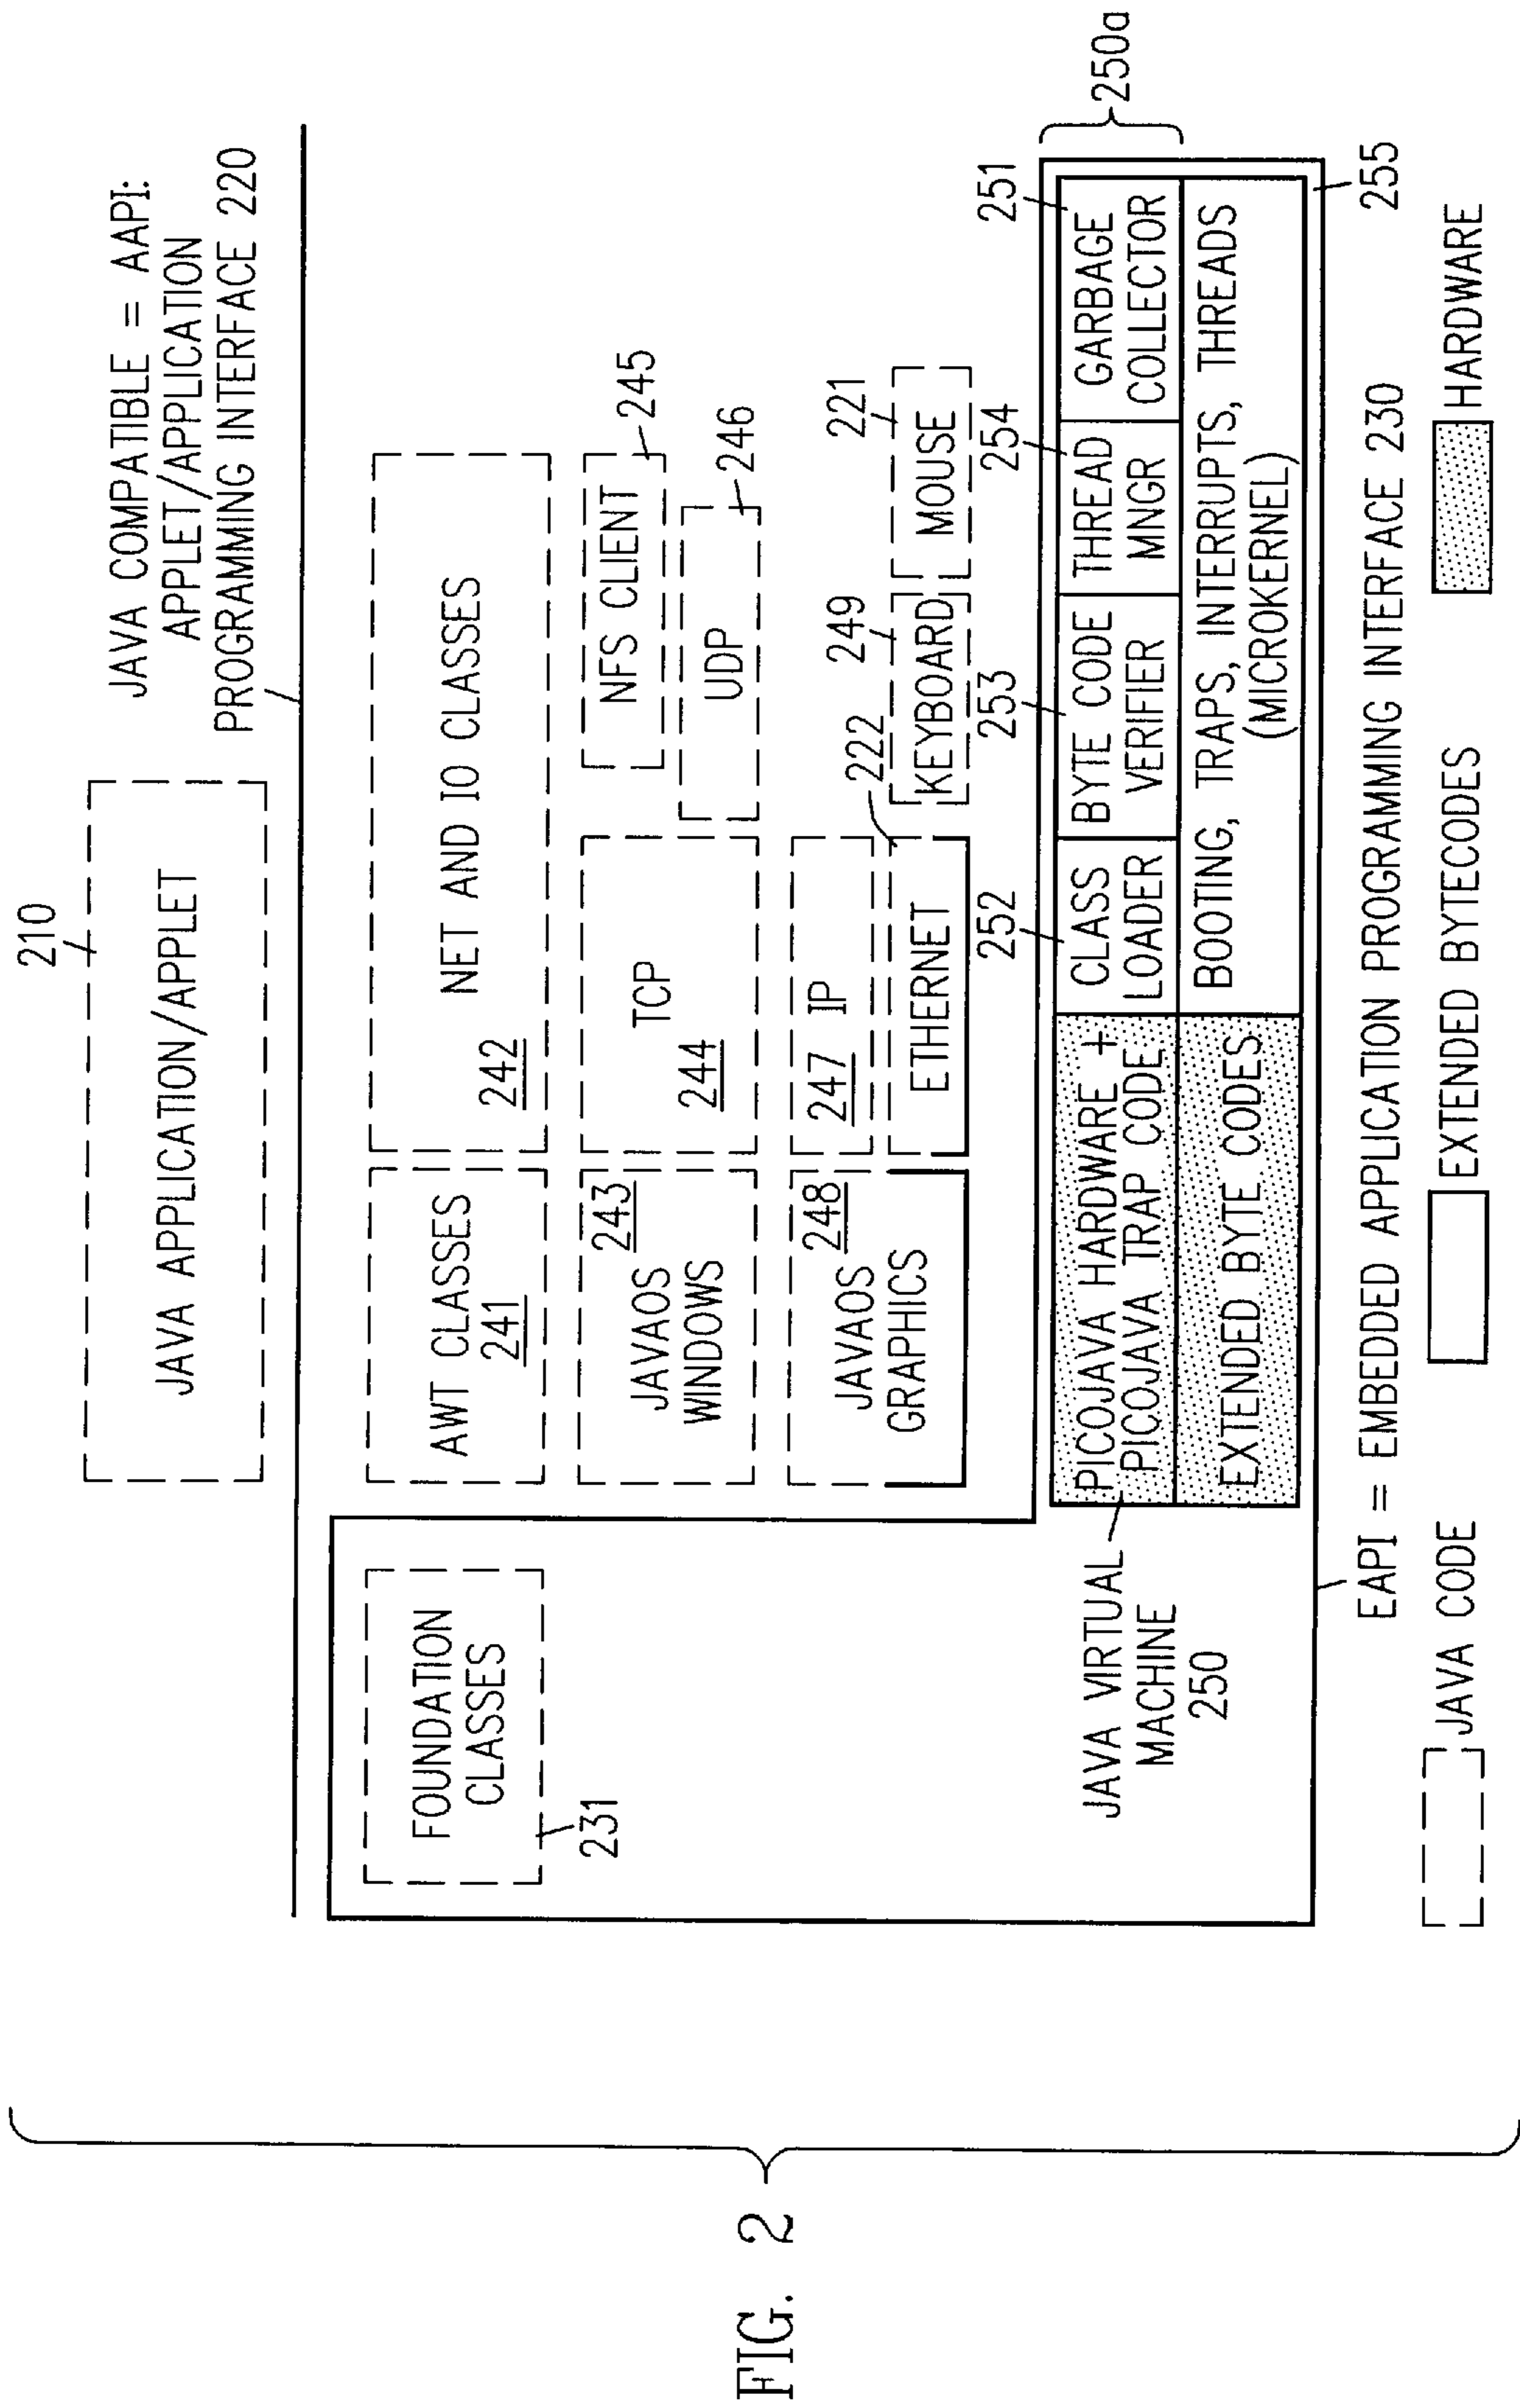 210
JAVA APPLICATION/APPLET
JAVA COMPATIBLE = AAPI:
APPLET/APPLICATION
PROGRAMMING INTERFACE 220
FOUNDATION
CLASSES
231
AWT CLASSES
241
NET AND IO CLASSES
242
JAVAOS
WINDOWS
243
TCP
244
NFS CLIENT
245
UDP
246
JAVAOS
GRAPHICS
248
IP
247
ETHERNET
222
KEYBOARD
249
MOUSE
221
JAVA VIRTUAL
MACHINE
250
PICOJAVA HARDWARE +
PICOJAVA TRAP CODE
EXTENDED BYTE CODES
252
CLASS
LOADER
253
BYTE CODE
VERIFIER
254
THREAD
MNGR
251
GARBAGE
COLLECTOR
250a
BOOTING, TRAPS, INTERRUPTS, THREADS
(MICROKERNEL)
255
EAPI = EMBEDDED APPLICATION PROGRAMMING INTERFACE 230
JAVA CODE
EXTENDED BYTECODES
HARDWARE
FIG. 2